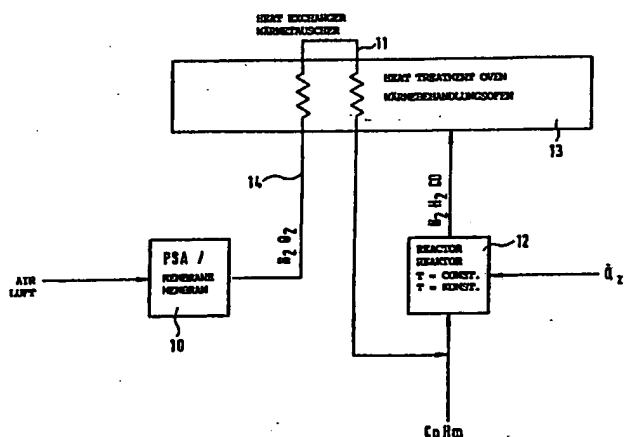 HEAT EXCHANGER
WÄRMETAUSCHER
11
HEAT TREATMENT OVEN
WÄRMEBEHANDLUNGSOFEN
13
14
N2 O2
N2 H2 CO
PSA /
MEMBRANE
MEMBRAN
10
AIR
LUFT
REACTOR
REAKTOR
T = CONST.
T = KONST.
12
Q̇z
CnHm